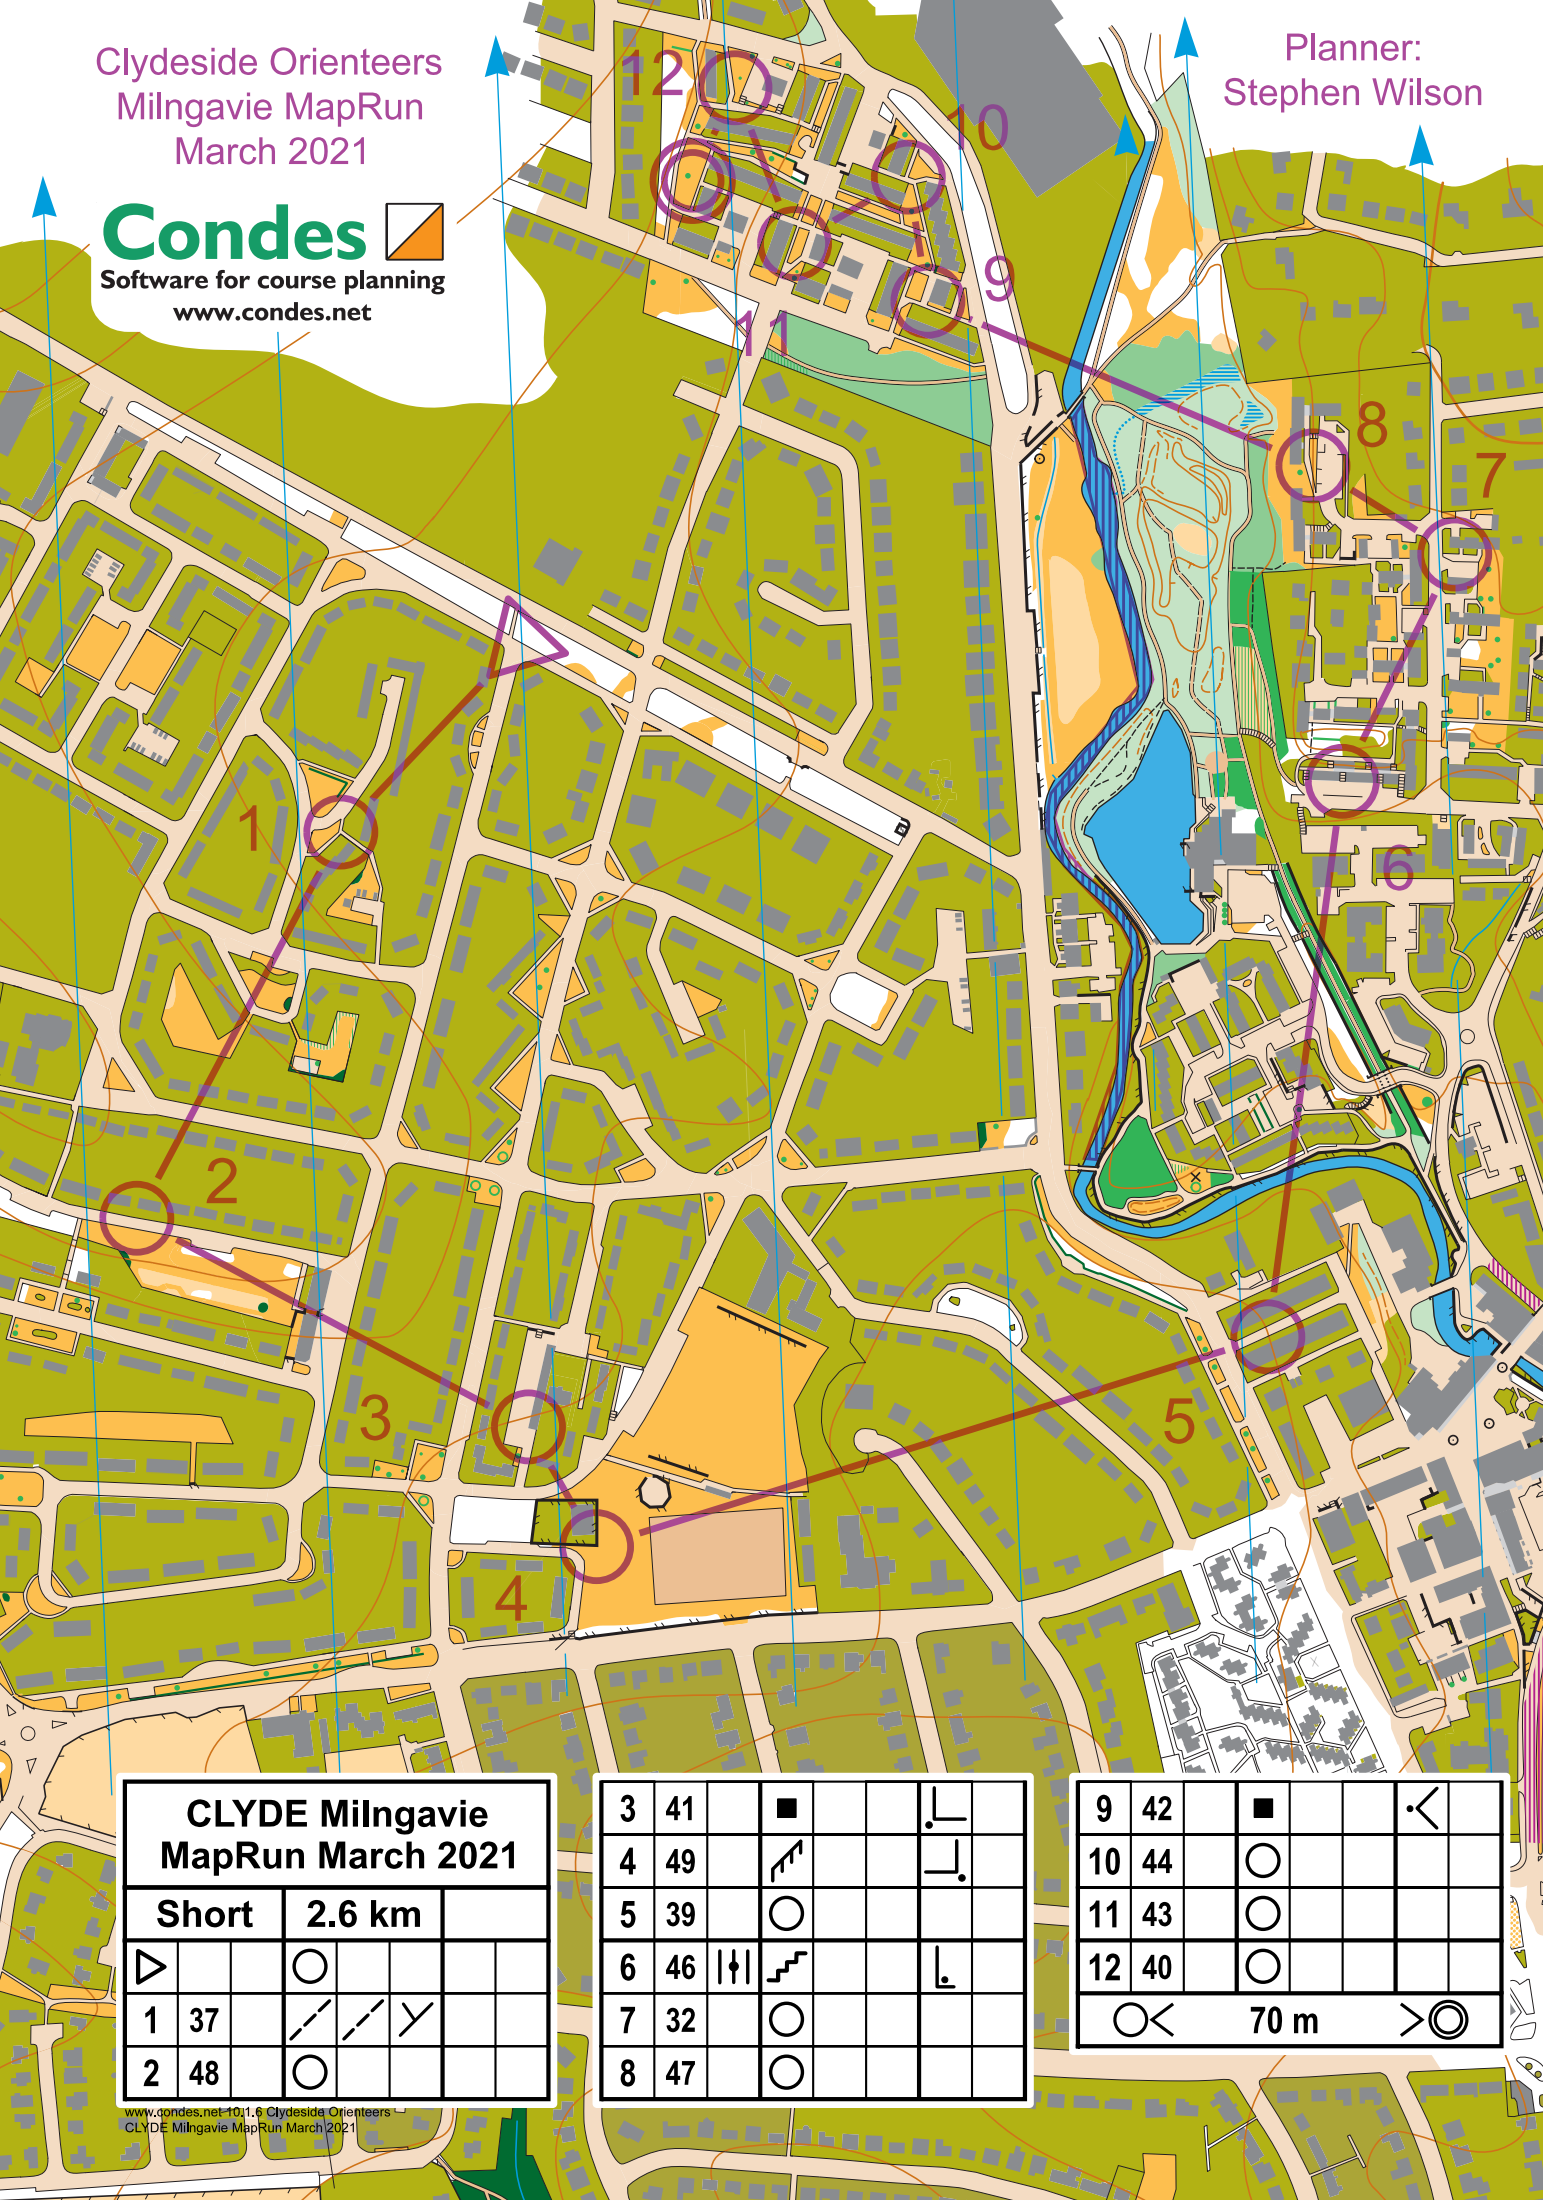 Clydeside Orienteers
Milngavie MapRun
March 2021
Planner:
Stephen Wilson
Condes
Software for course planning
www.condes.net
12
10
9
11
8
7
1
6
2
3
5
4
CLYDE Milngavie
MapRun March 2021
Short 2.6 km
1 37
2 48
3 41
4 49
5 39
6 46
7 32
8 47
9 42
10 44
11 43
12 40
70 m
www.condes.net 10.1.6 Clydeside Orienteers
CLYDE Milngavie MapRun March 2021